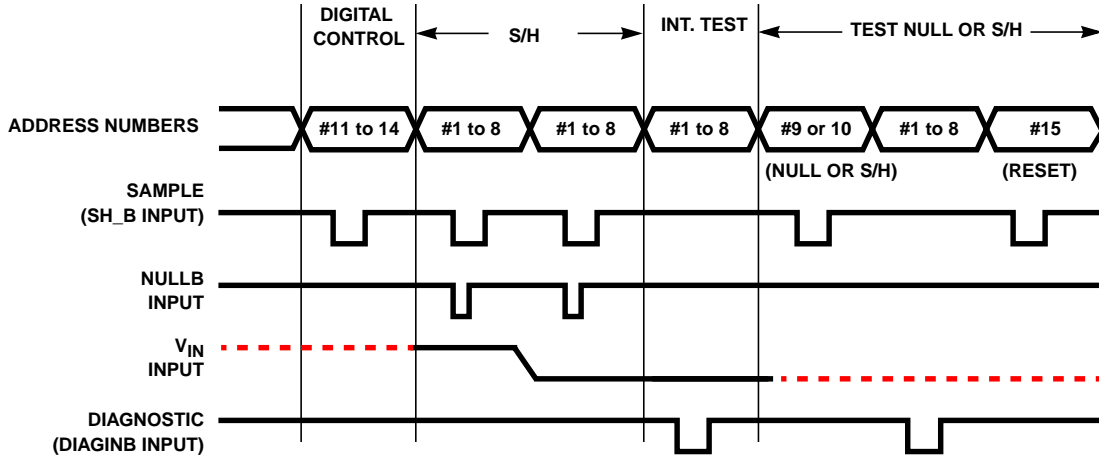 DIGITAL
CONTROL
S/H
INT. TEST
TEST NULL OR S/H
ADDRESS NUMBERS
#11 to 14
#1 to 8
#1 to 8
#1 to 8
#9 or 10
#1 to 8
#15
(NULL OR S/H)
(RESET)
SAMPLE
(SH_B INPUT)
NULLB
INPUT
VIN
INPUT
DIAGNOSTIC
(DIAGINB INPUT)